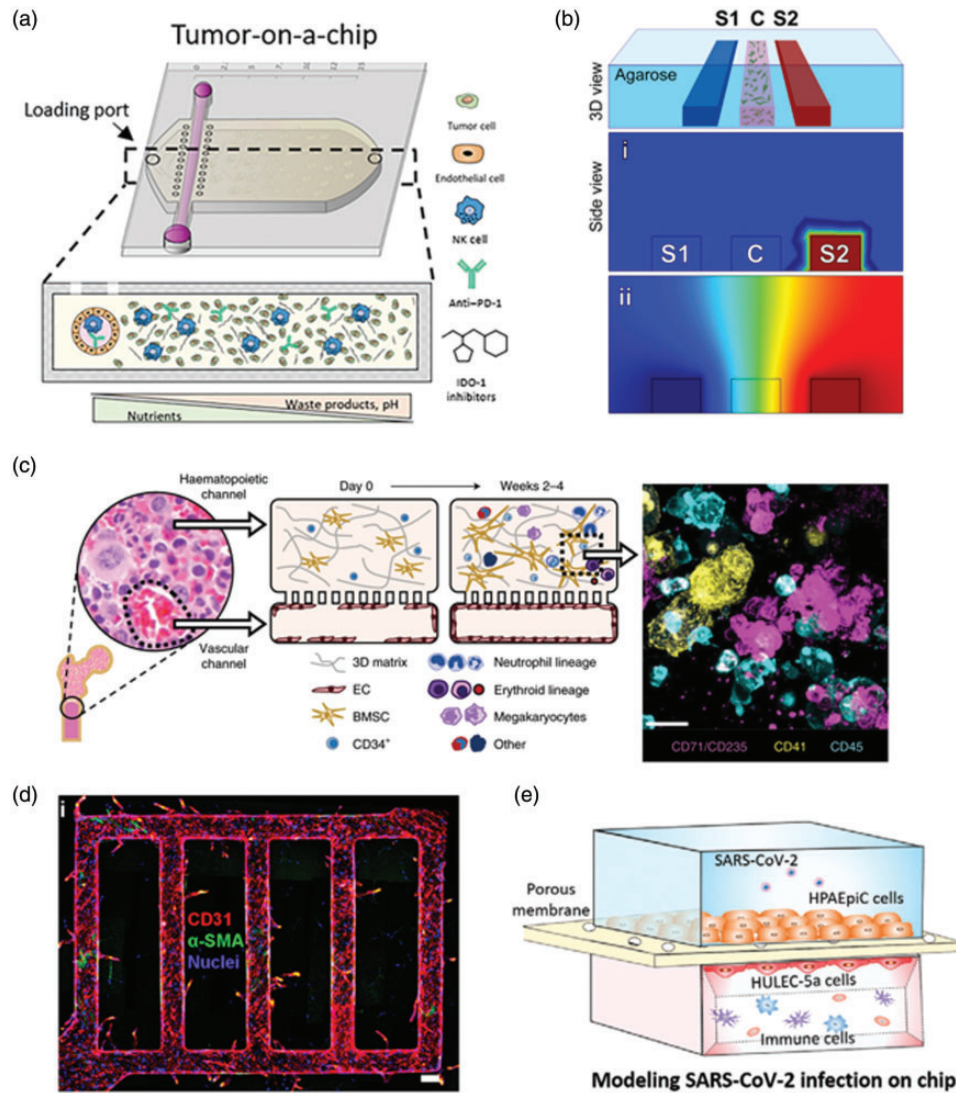 (a)
Tumor-on-a-chip
Loading port
Tumor cell
Endothelial cell
NK cell
Anti–PD-1
IDO-1
inhibitors
Nutrients
Waste products, pH
(b)
S1 C S2
3D view
Agarose
Side view
i
S1 C S2
ii
(c)
Haematopoietic
channel
Day 0
Weeks 2–4
Vascular
channel
3D matrix
EC
BMSC
CD34+
Neutrophil lineage
Erythroid lineage
Megakaryocytes
Other
CD71/CD235 CD41 CD45
(d)
i
CD31
α-SMA
Nuclei
(e)
SARS-CoV-2
HPAEpiC cells
Porous
membrane
HULEC-5a cells
Immune cells
Modeling SARS-CoV-2 infection on chip